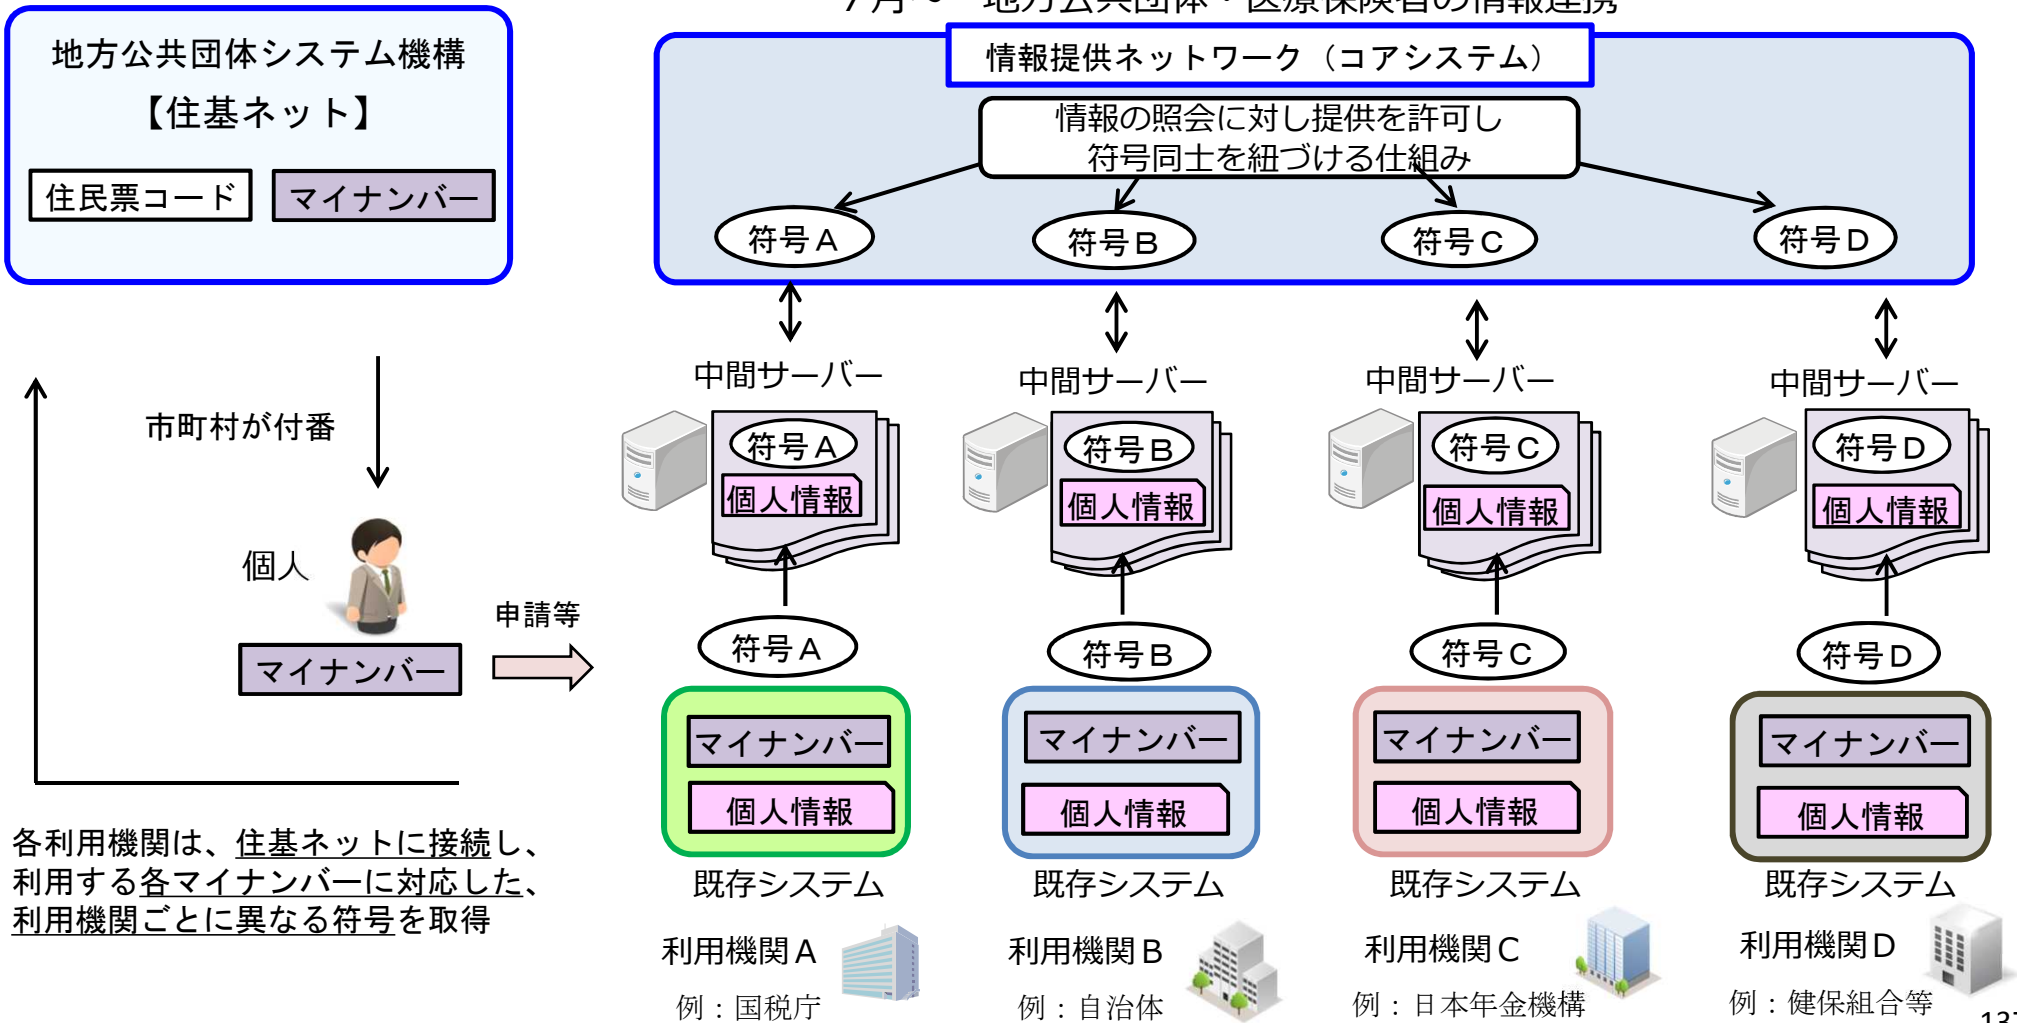 地方公共団体システム機構
【住基ネット】
住民票コード
マイナンバー
市町村が付番
個人
マイナンバー
申請等
各利用機関は、住基ネットに接続し、
利用する各マイナンバーに対応した、
利用機関ごとに異なる符号を取得
地方公共団体・医療保険者の情報連携
情報提供ネットワーク（コアシステム）
情報の照会に対し提供を許可し
符号同士を紐づける仕組み
符号A
符号B
符号C
符号D
中間サーバー
中間サーバー
中間サーバー
中間サーバー
符号A
個人情報
符号B
個人情報
符号C
個人情報
符号D
個人情報
符号A
符号B
符号C
符号D
マイナンバー
個人情報
マイナンバー
個人情報
マイナンバー
個人情報
マイナンバー
個人情報
既存システム
既存システム
既存システム
既存システム
利用機関A
利用機関B
利用機関C
利用機関D
例：国税庁
例：自治体
例：日本年金機構
例：健保組合等